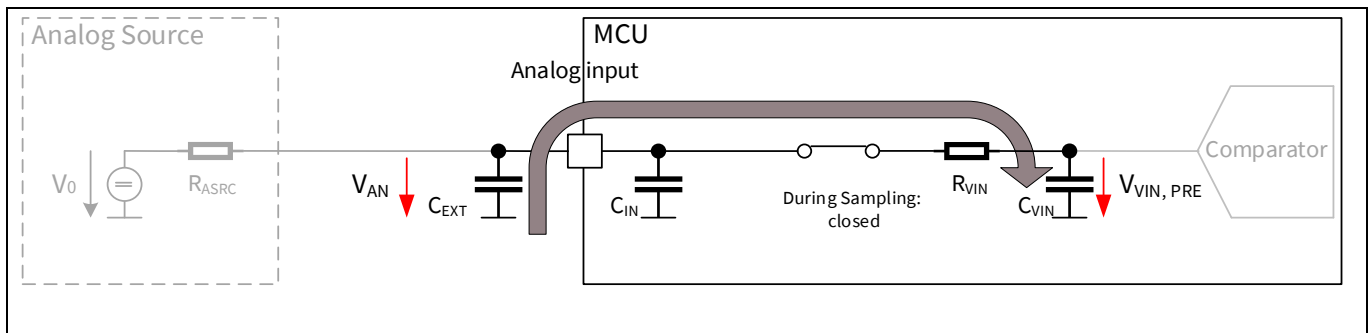 Analog Source
MCU
Analog input
V0
RASRC
VAN
CEXT
CIN
During Sampling:
closed
RVIN
CVIN
VVIN, PRE
Comparator